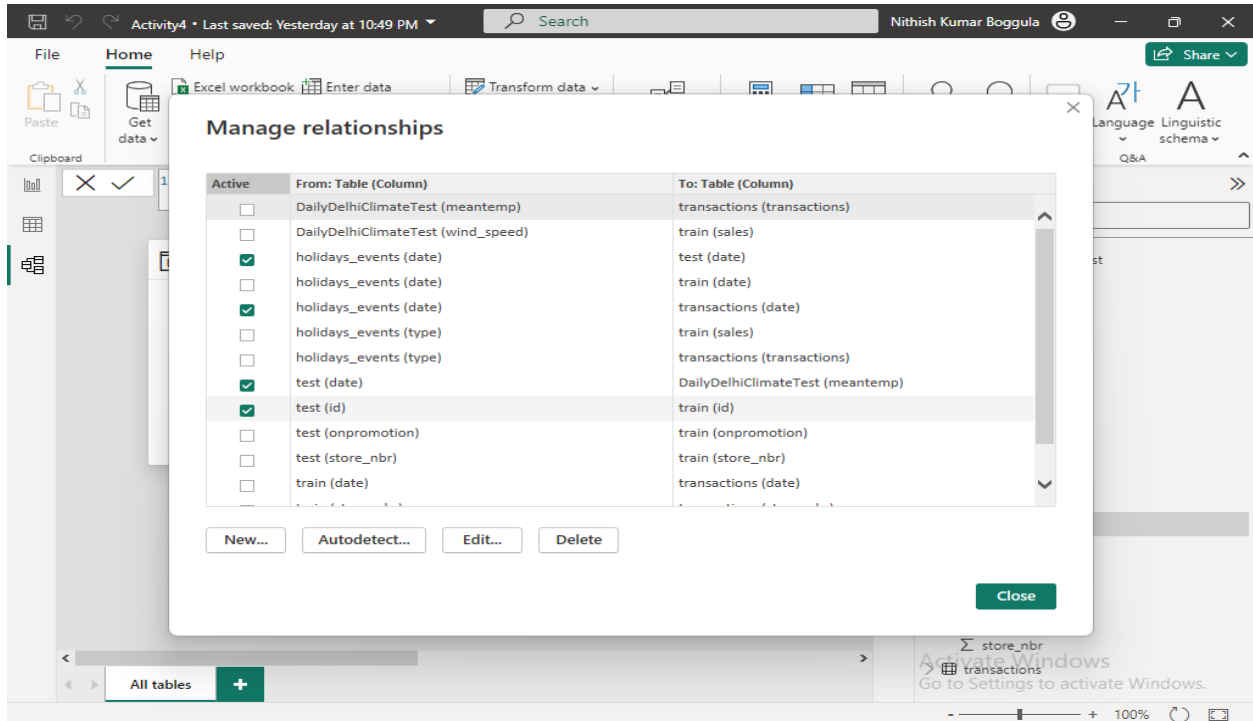 Activity4 • Last saved: Yesterday at 10:49 PM
Search
Nithish Kumar Boggula
File Home Help
Share
Excel workbook Enter data Transform data
Paste
Get data
Language
Linguistic schema
Clipboard
Q&A
Manage relationships
1
Active From: Table (Column) To: Table (Column)
DailyDelhiClimateTest (meantemp) transactions (transactions)
DailyDelhiClimateTest (wind_speed) train (sales)
holidays_events (date) test (date)
holidays_events (date) train (date)
holidays_events (date) transactions (date)
holidays_events (type) train (sales)
holidays_events (type) transactions (transactions)
test (date) DailyDelhiClimateTest (meantemp)
test (id) train (id)
test (onpromotion) train (onpromotion)
test (store_nbr) train (store_nbr)
train (date) transactions (date)
New... Autodetect... Edit... Delete
Close
store_nbr
transactions
Activate Windows
Go to Settings to activate Windows.
All tables
100%